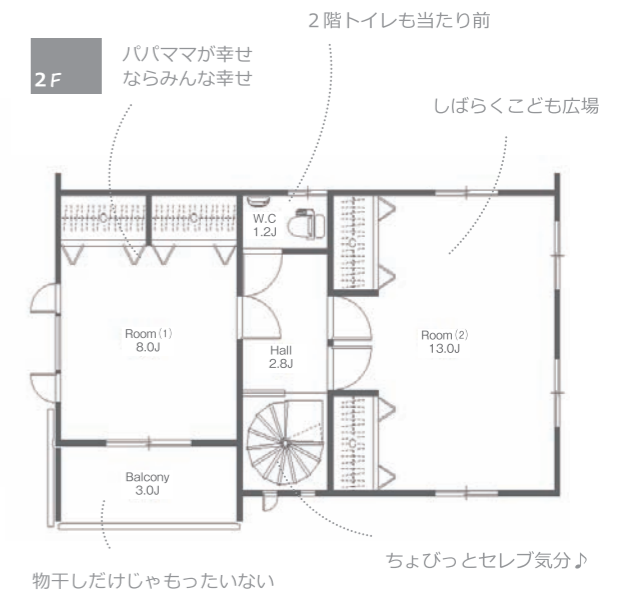 ２階トイレも当たり前
2F
パパママが幸せ
ならみんな幸せ
しばらくこども広場
W.C
1.2J
Room(1)
8.0J
Hall
2.8J
Room(2)
13.0J
Balcony
3.0J
ちょびっとセレブ気分♪
物干しだけじゃもったいない